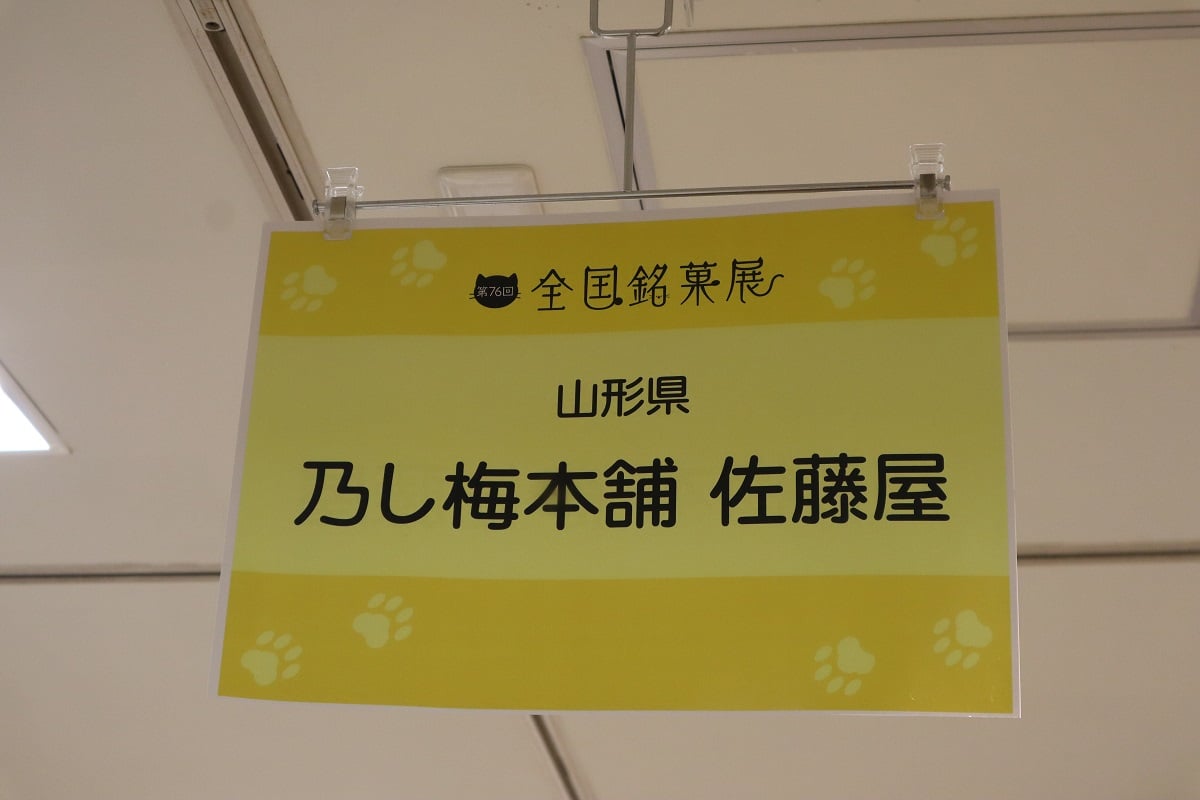 第76回 全国銘菓展
山形県
乃し梅本舗 佐藤屋